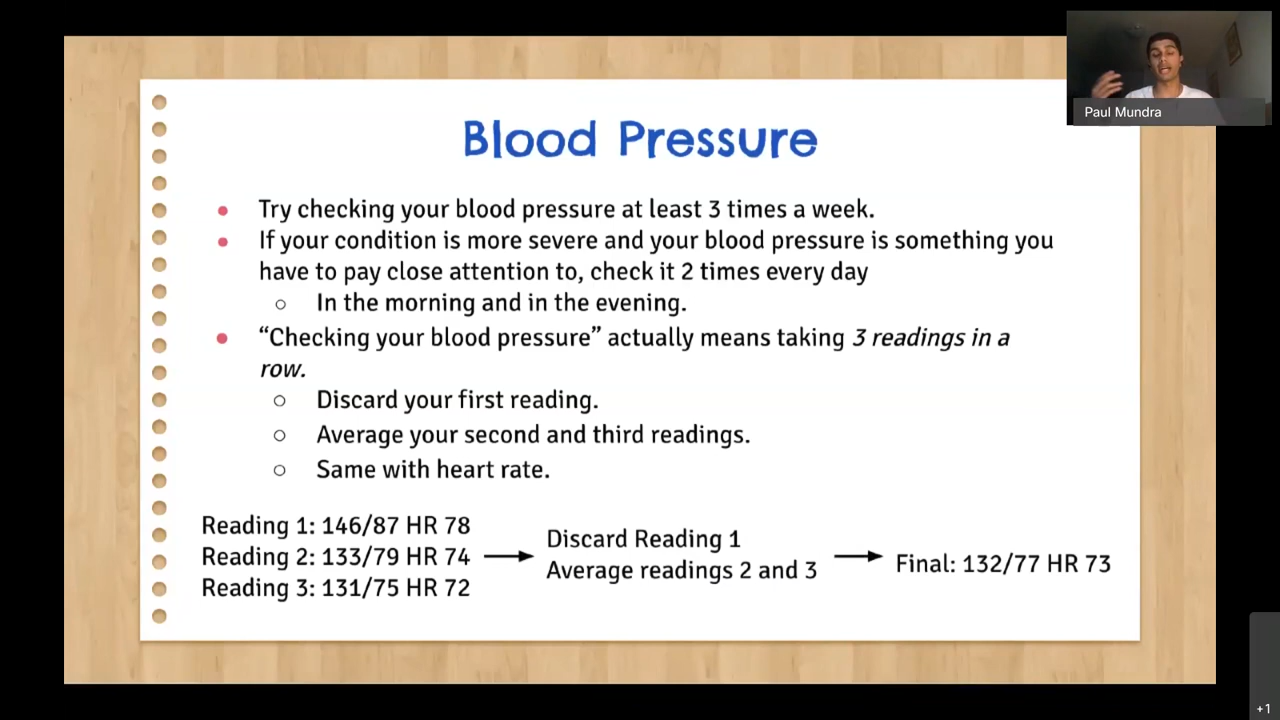 Paul Mundra
Blood Pressure
Try checking your blood pressure at least 3 times a week.
If your condition is more severe and your blood pressure is something you
have to pay close attention to, check it 2 times every day
In the morning and in the evening.
“Checking your blood pressure” actually means taking 3 readings in a
row.
Discard your first reading.
Average your second and third readings.
Same with heart rate.
Reading 1: 146/87 HR 78
Reading 2: 133/79 HR 74
Reading 3: 131/75 HR 72
Discard Reading 1
Average readings 2 and 3
Final: 132/77 HR 73
+1